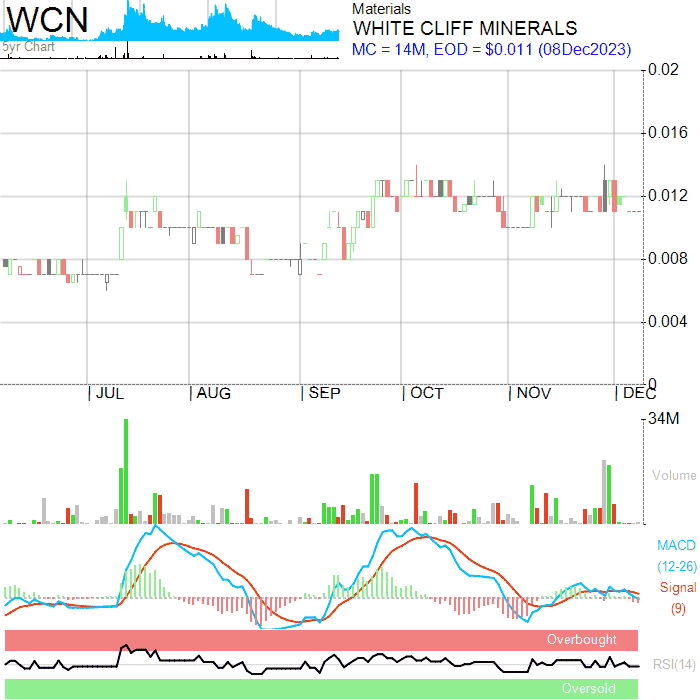 WCN
5yr Chart
Materials
WHITE CLIFF MINERALS
MC = 14M, EOD = $0.011 (08Dec2023)
0.02
0.016
0.012
0.008
0.004
0
JUL AUG SEP OCT NOV DEC
34M
Volume
MACD
(12-26)
Signal
(9)
Overbought
RSI(14)
Oversold